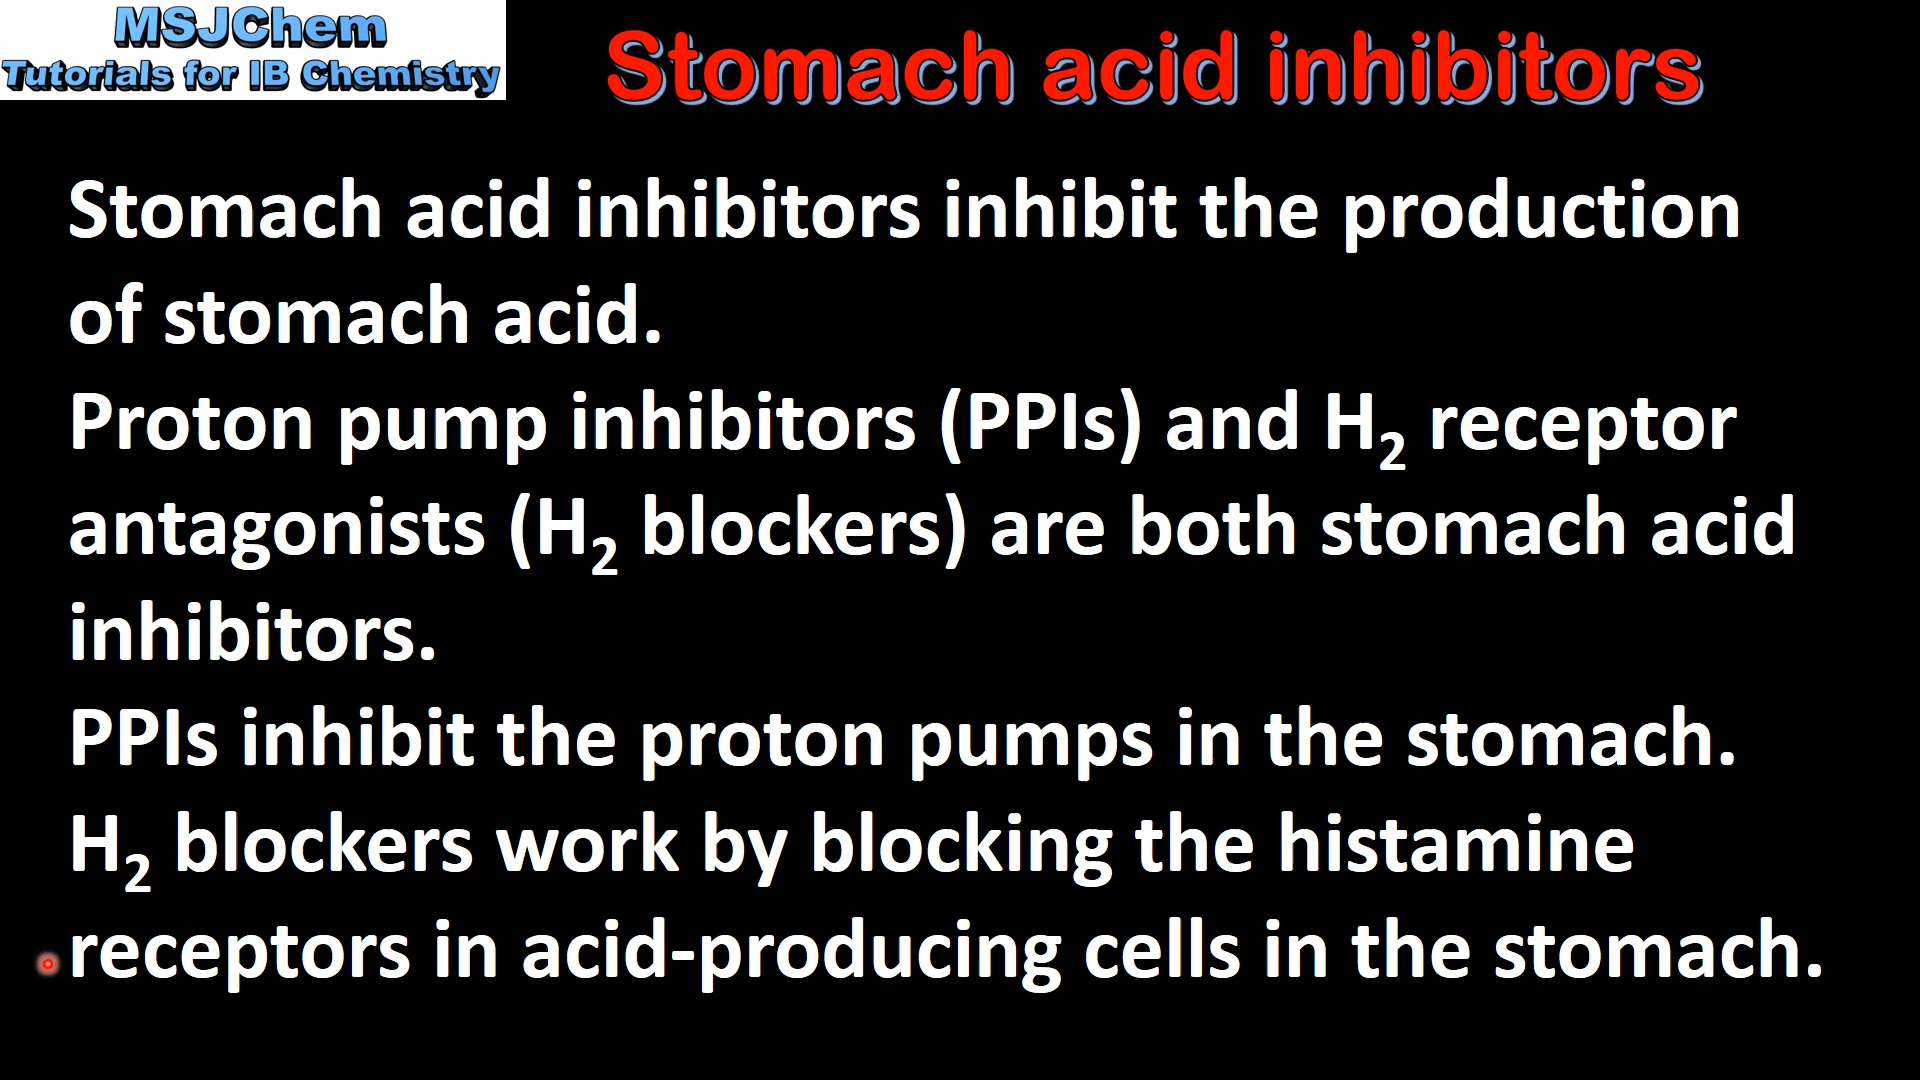 MSJChem
Tutorials for IB Chemistry
Stomach acid inhibitors
Stomach acid inhibitors inhibit the production
of stomach acid.
Proton pump inhibitors (PPIs) and H₂ receptor
antagonists (H₂ blockers) are both stomach acid
inhibitors.
PPIs inhibit the proton pumps in the stomach.
H₂ blockers work by blocking the histamine
receptors in acid-producing cells in the stomach.